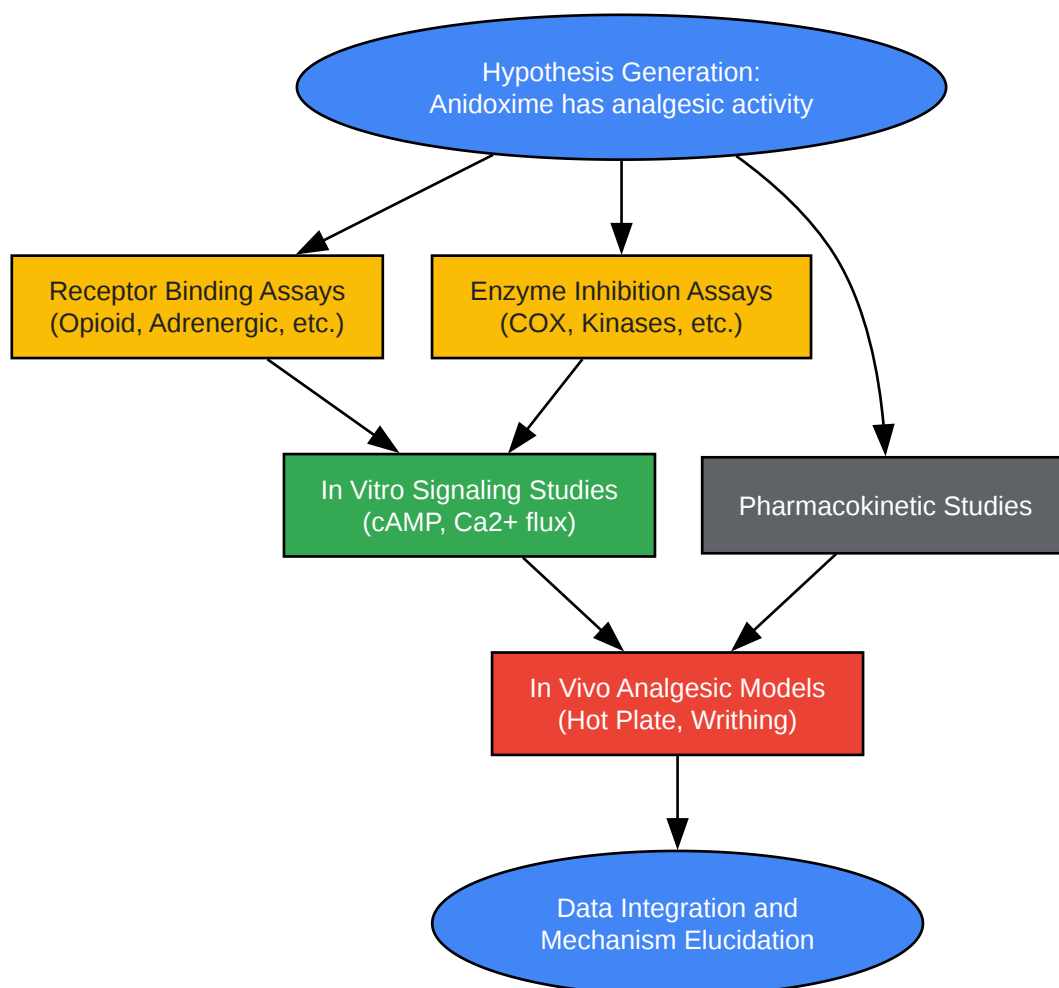 Hypothesis Generation:
Anidoxime has analgesic activity
Receptor Binding Assays
(Opioid, Adrenergic, etc.)
Enzyme Inhibition Assays
(COX, Kinases, etc.)
In Vitro Signaling Studies
(cAMP, Ca2+ flux)
Pharmacokinetic Studies
In Vivo Analgesic Models
(Hot Plate, Writhing)
Data Integration and
Mechanism Elucidation